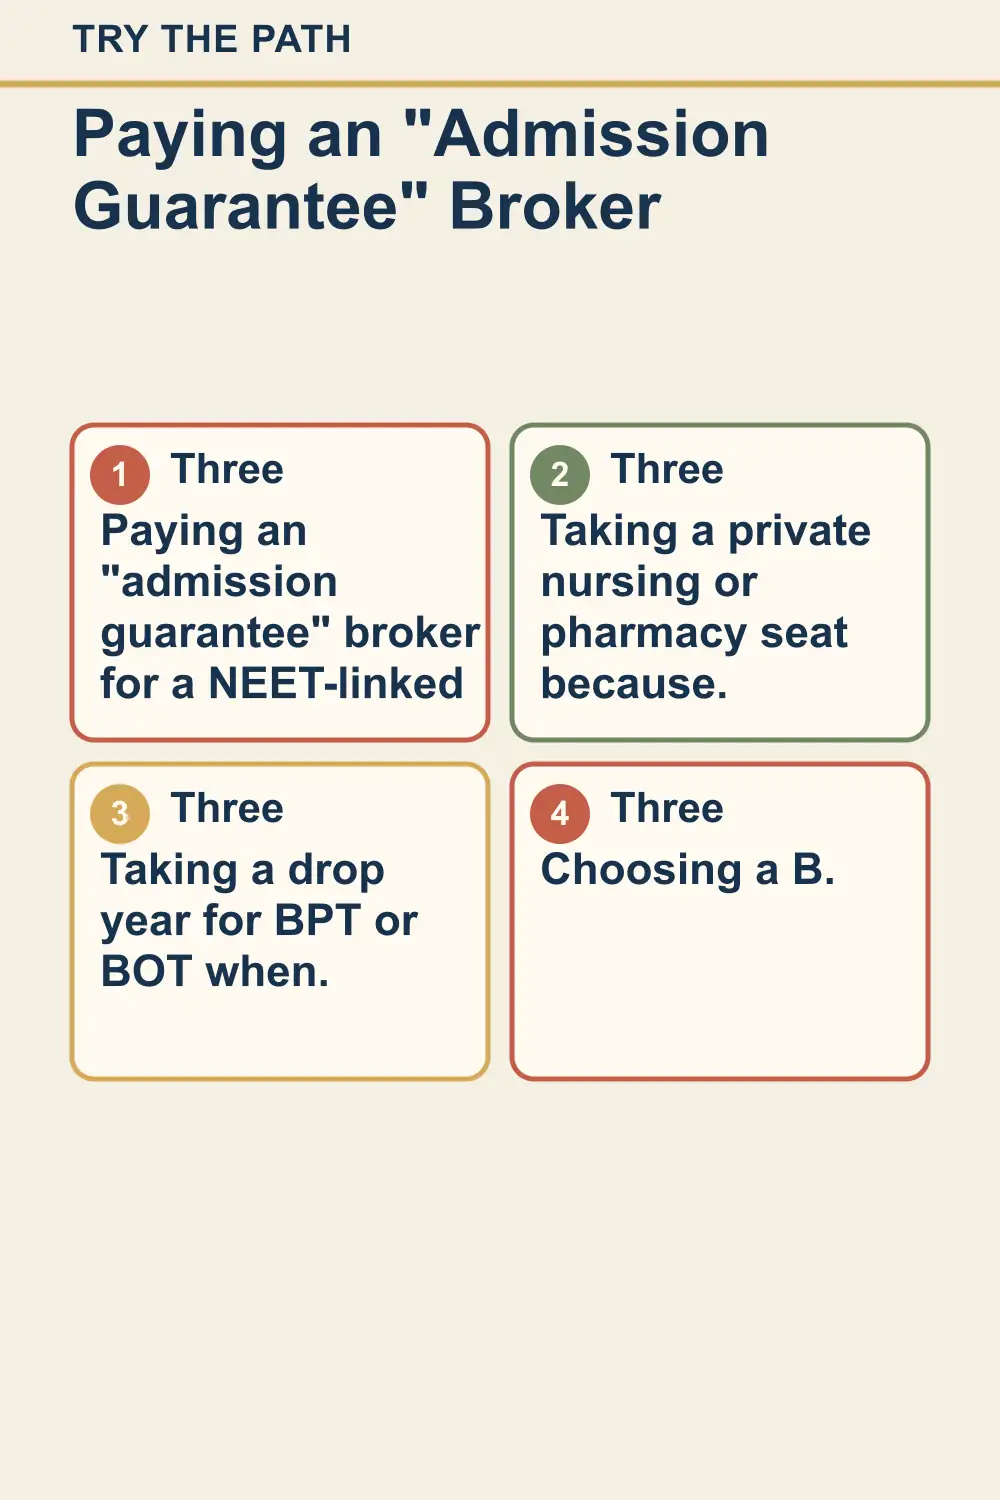 TRY THE PATH
Paying an "Admission
Guarantee" Broker
1 Three
Paying an
"admission
guarantee" broker
for a NEET-linked
2 Three
Taking a private
nursing or
pharmacy seat
because.
3 Three
Taking a drop
year for BPT or
BOT when.
4 Three
Choosing a B.